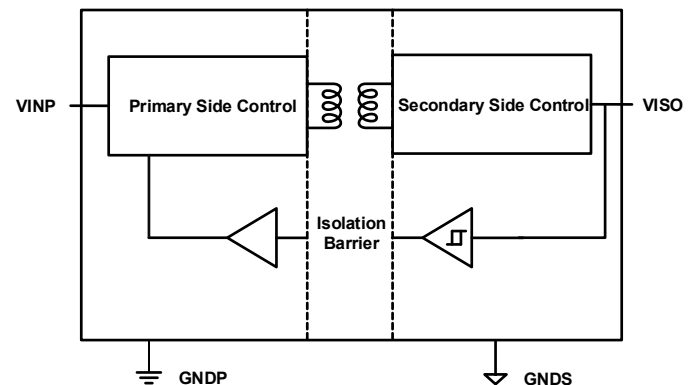 VINP
Primary Side Control
Secondary Side Control
VISO
Isolation
Barrier
GNDP
GNDS